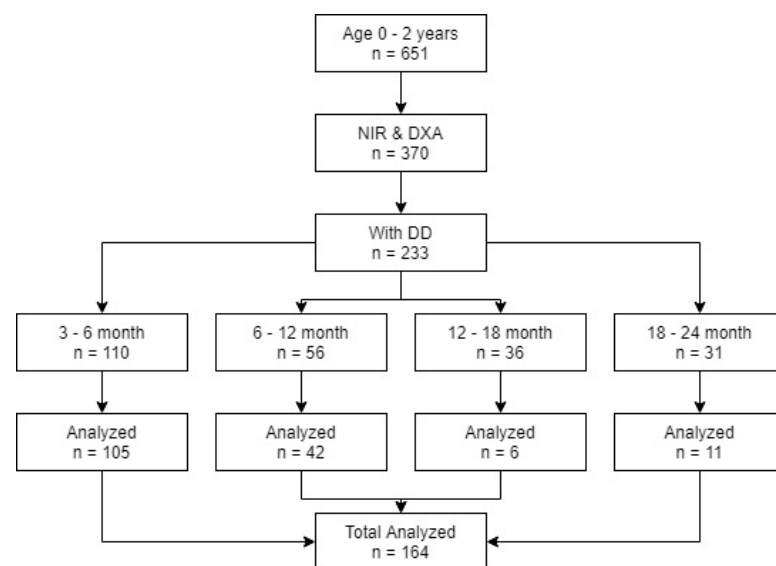 Age 0 - 2 years
n = 651
NIR & DXA
n = 370
With DD
n = 233
3 - 6 month
n = 110
6 - 12 month
n = 56
12 - 18 month
n = 36
18 - 24 month
n = 31
Analyzed
n = 105
Analyzed
n = 42
Analyzed
n = 6
Analyzed
n = 11
Total Analyzed
n = 164